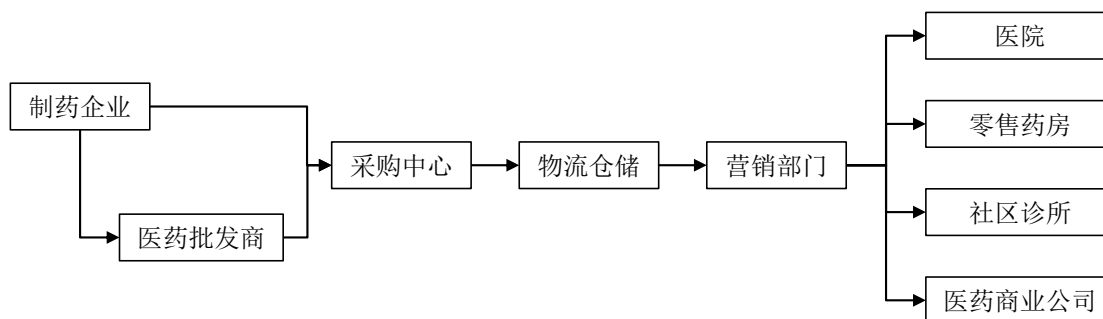 制药企业
医药批发商
采购中心
物流仓储
营销部门
医院
零售药房
社区诊所
医药商业公司